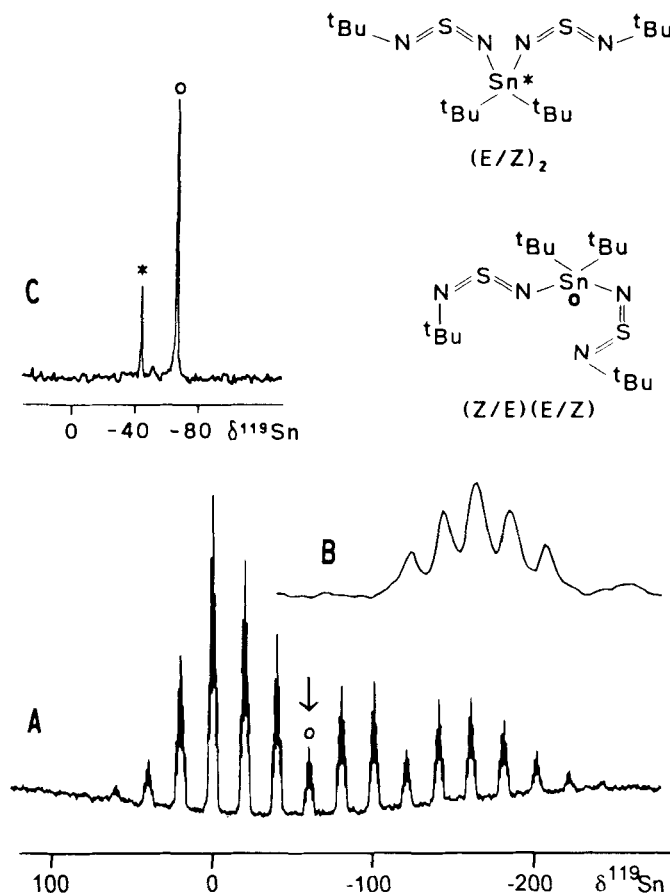 ᵗBu N S N N S N ᵗBu
Sn*
ᵗBu ᵗBu
(E/Z)₂
o
*
C
0 -40 -80 δ¹¹⁹Sn
ᵗBu ᵗBu
S Sn
N N o N
ᵗBu S
N
ᵗBu
(Z/E)(E/Z)
B
A
o
100 0 -100 -200 δ¹¹⁹Sn